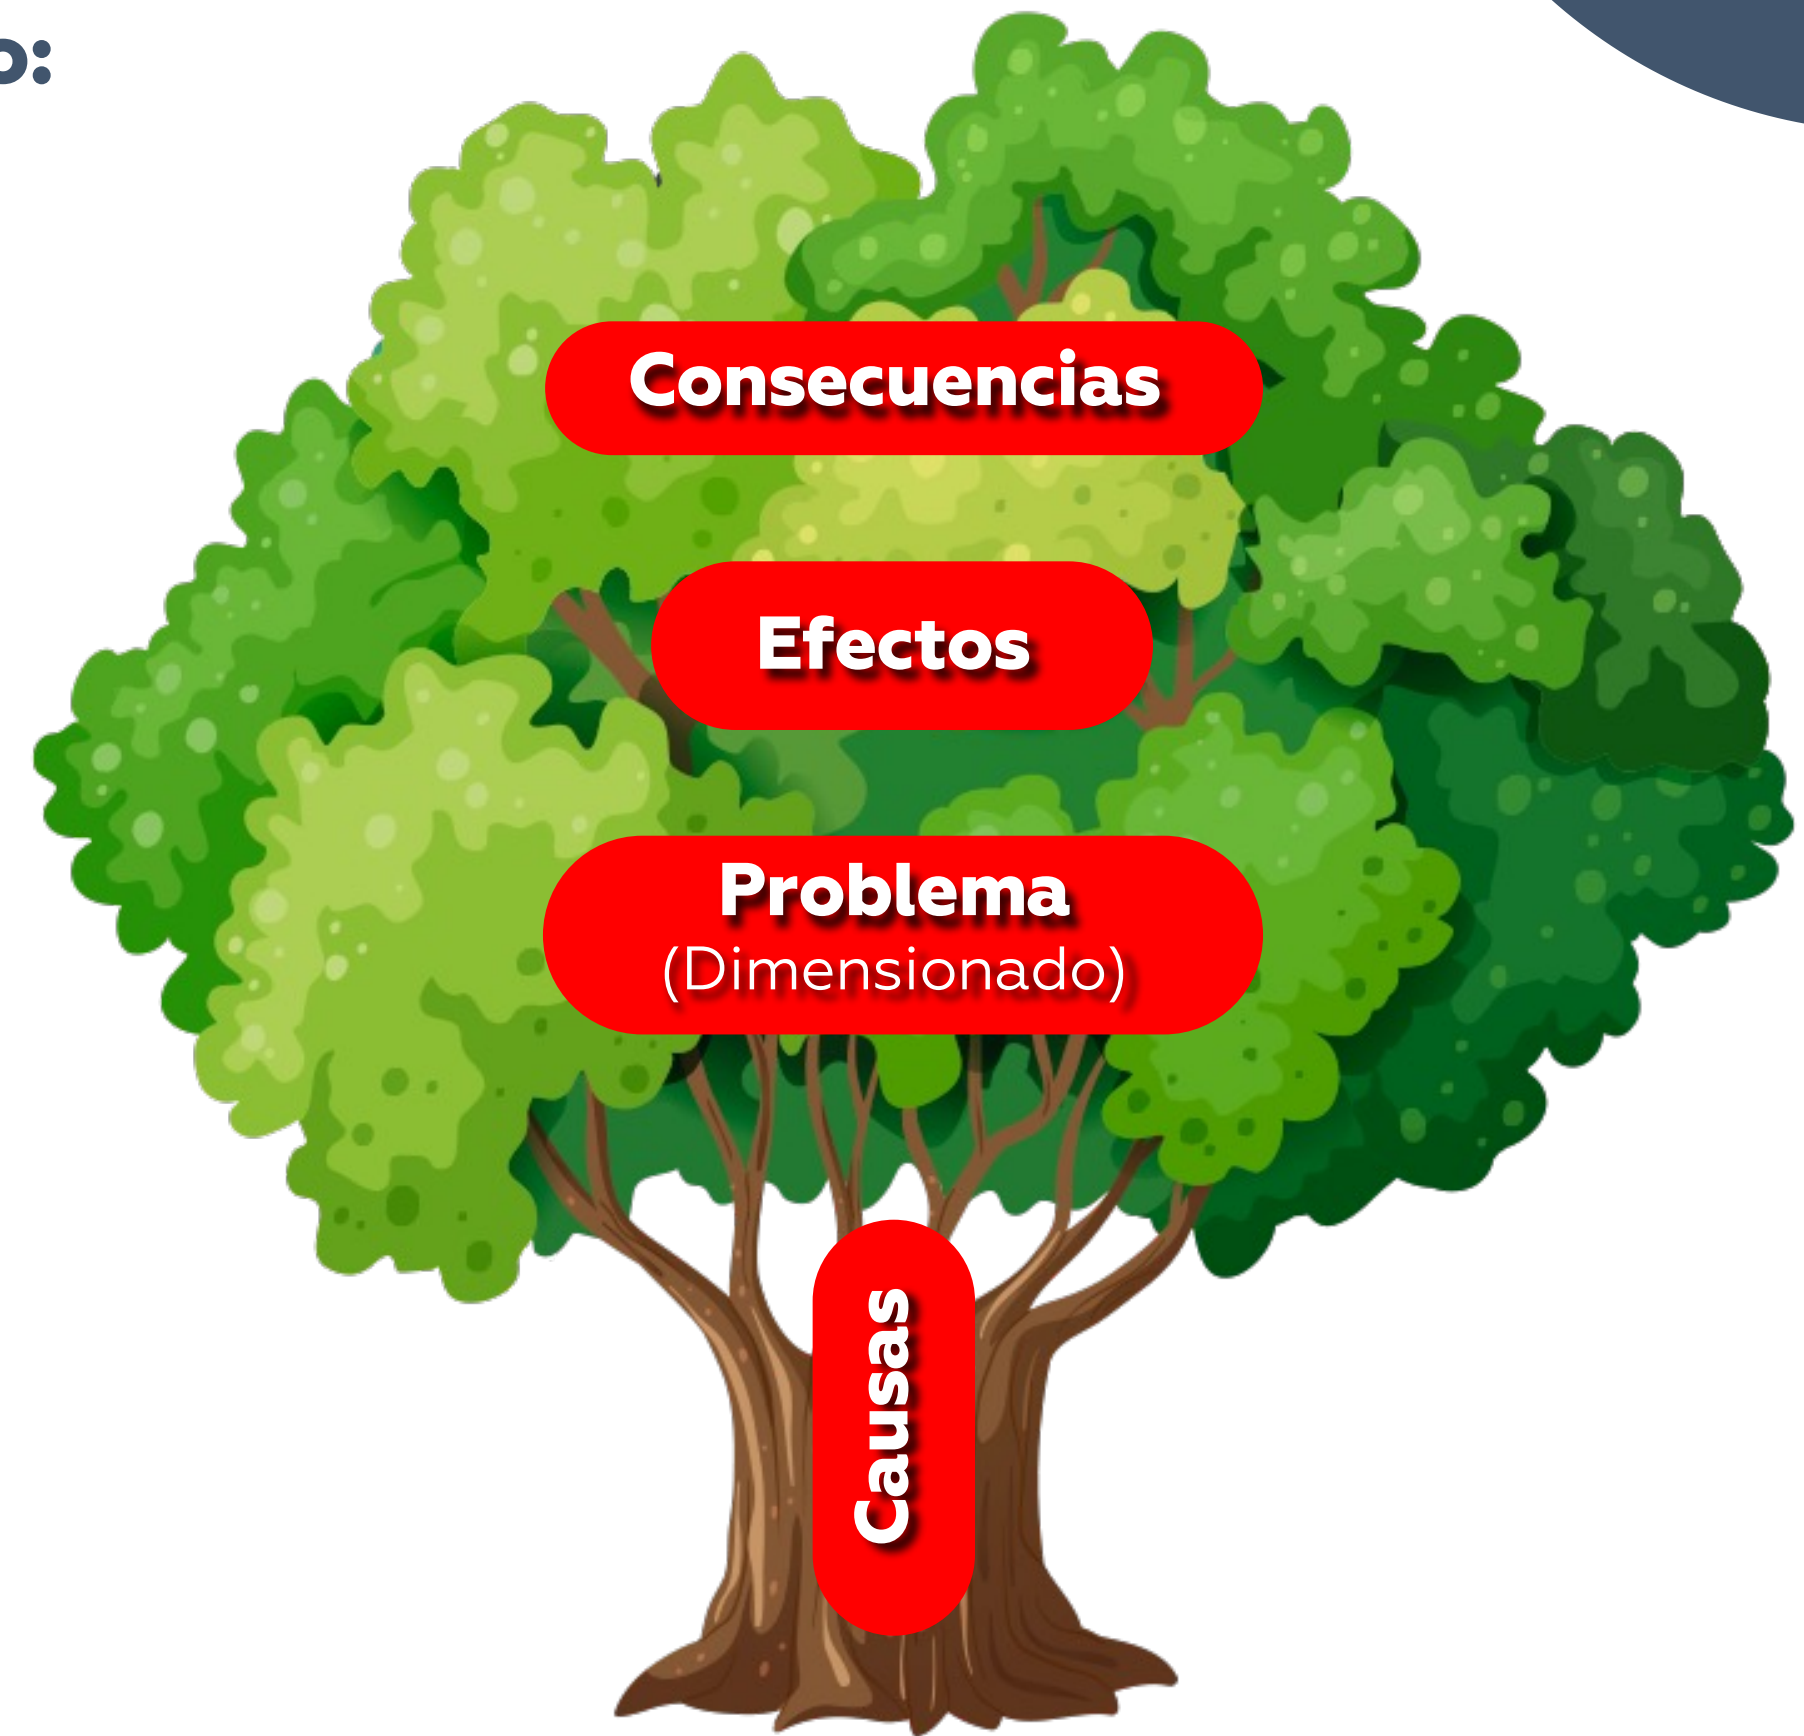 o:
Consecuencias
Efectos
Problema
(Dimensionado)
Causas